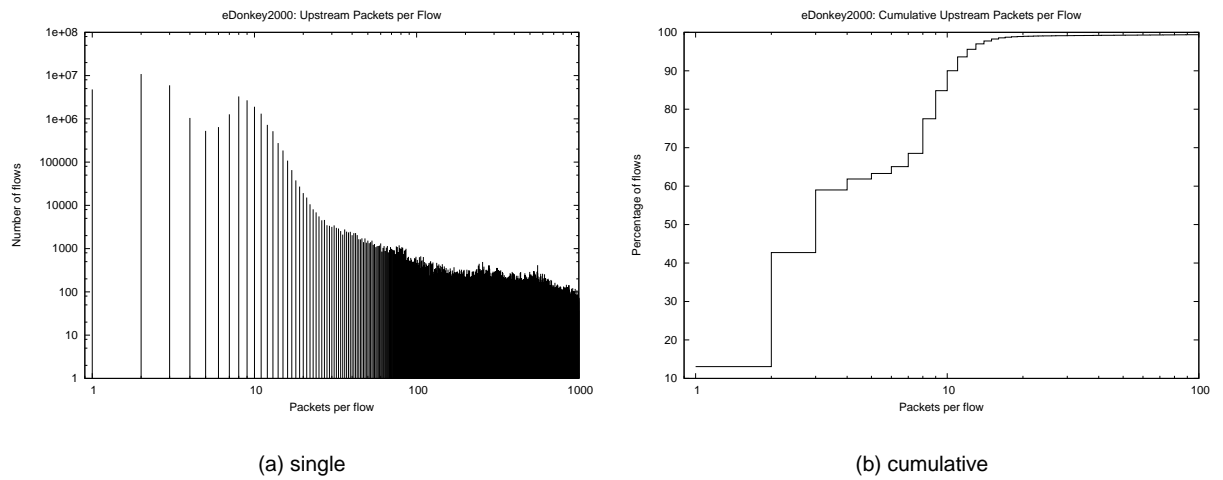 eDonkey2000: Upstream Packets per Flow
1e+08
1e+07
1e+06
100000
10000
1000
100
10
1
Number of flows
1
10
100
1000
Packets per flow
(a) single
eDonkey2000: Cumulative Upstream Packets per Flow
100
90
80
70
60
50
40
30
20
10
Percentage of flows
1
10
100
Packets per flow
(b) cumulative